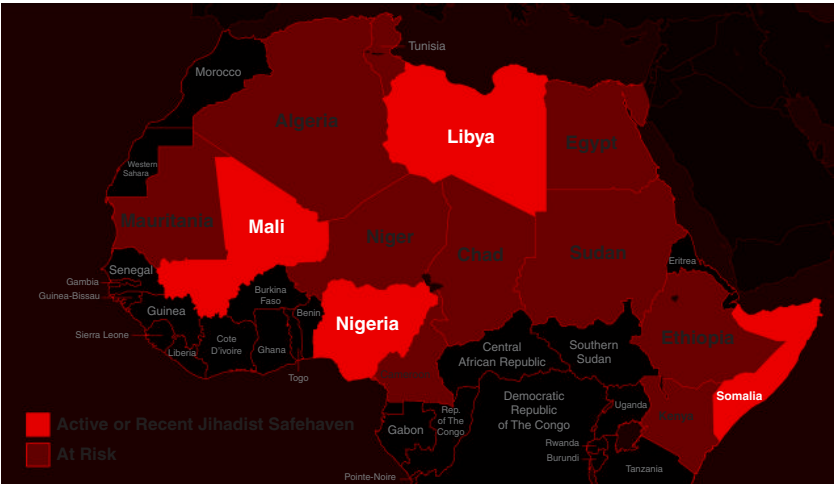 Tunisia
Morocco
Algeria
Libya
Egypt
Western
Sahara
Mauritania
Mali
Niger
Chad
Sudan
Eritrea
Senegal
Gambia
Guinea-Bissau
Guinea
Burkina
Faso
Benin
Nigeria
Sierra Leone
Liberia
Cote
D'ivoire
Ghana
Togo
Central
African Republic
Southern
Sudan
Ethiopia
Somalia
Democratic
Republic
of The Congo
Uganda
Rep.
of The
Congo
Gabon
Rwanda
Burundi
Tanzania
Pointe-Noire
Active or Recent Jihadist Safehaven
At Risk